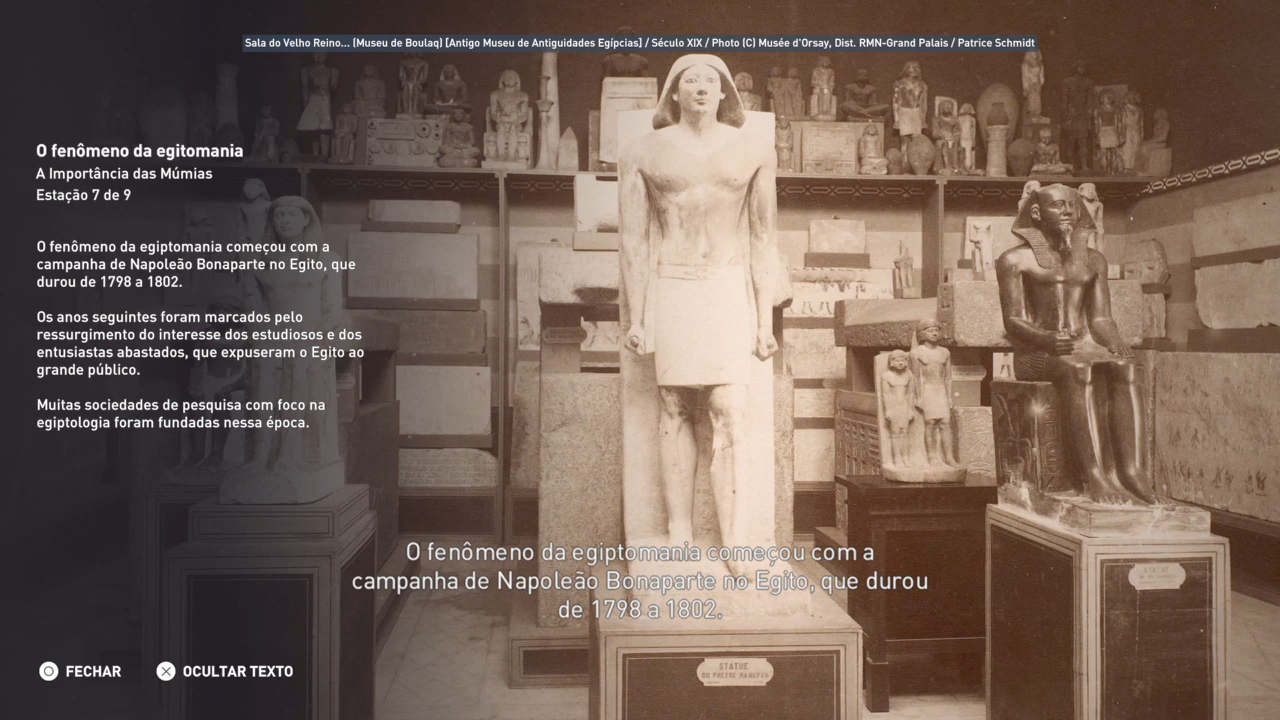 Sala do Velho Reino... (Museu de Boulaq) [Antigo Museu de Antiguidades Egípcias] / Século XIX / Photo (C) Musée d'Orsay, Dist. RMN-Grand Palais / Patrice Schmidt
O fenômeno da egitomania
A Importância das Múmias
Estação 7 de 9
O fenômeno da egiptomania começou com a
campanha de Napoleão Bonaparte no Egito, que
durou de 1798 a 1802.
Os anos seguintes foram marcados pelo
ressurgimento do interesse dos estudiosos e dos
entusiastas abastados, que expuseram o Egito ao
grande público.
Muitas sociedades de pesquisa com foco na
egiptologia foram fundadas nessa época.
O fenômeno da egiptomania começou com a
campanha de Napoleão Bonaparte no Egito, que durou
de 1798 a 1802.
FECHAR
OCULTAR TEXTO
STATUE
DU PRETRE RANEFER
STATUE